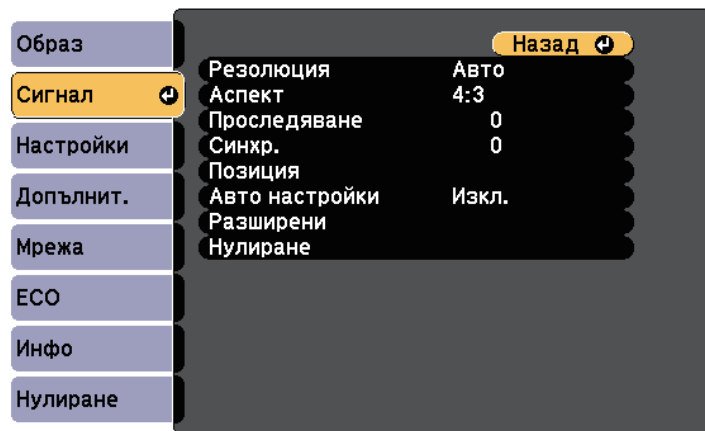 Образ
Сигнал
Настройки
Допълнит.
Мрежа
ECO
Инфо
Нулиране
Назад
Резолюция Авто
Аспект 4:3
Проследяване 0
Синхр. 0
Позиция
Авто настройки Изкл.
Разширени
Нулиране